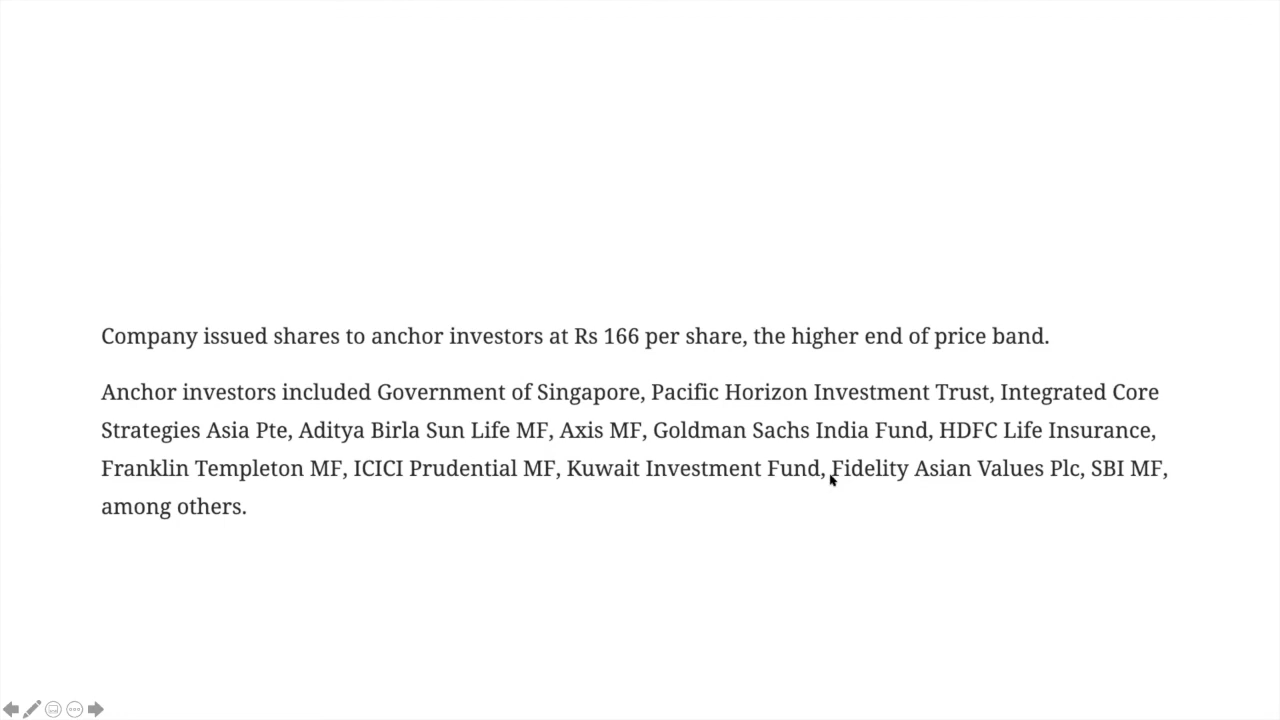 Company issued shares to anchor investors at Rs 166 per share, the higher end of price band.
Anchor investors included Government of Singapore, Pacific Horizon Investment Trust, Integrated Core
Strategies Asia Pte, Aditya Birla Sun Life MF, Axis MF, Goldman Sachs India Fund, HDFC Life Insurance,
Franklin Templeton MF, ICICI Prudential MF, Kuwait Investment Fund, Fidelity Asian Values Plc, SBI MF,
among others.